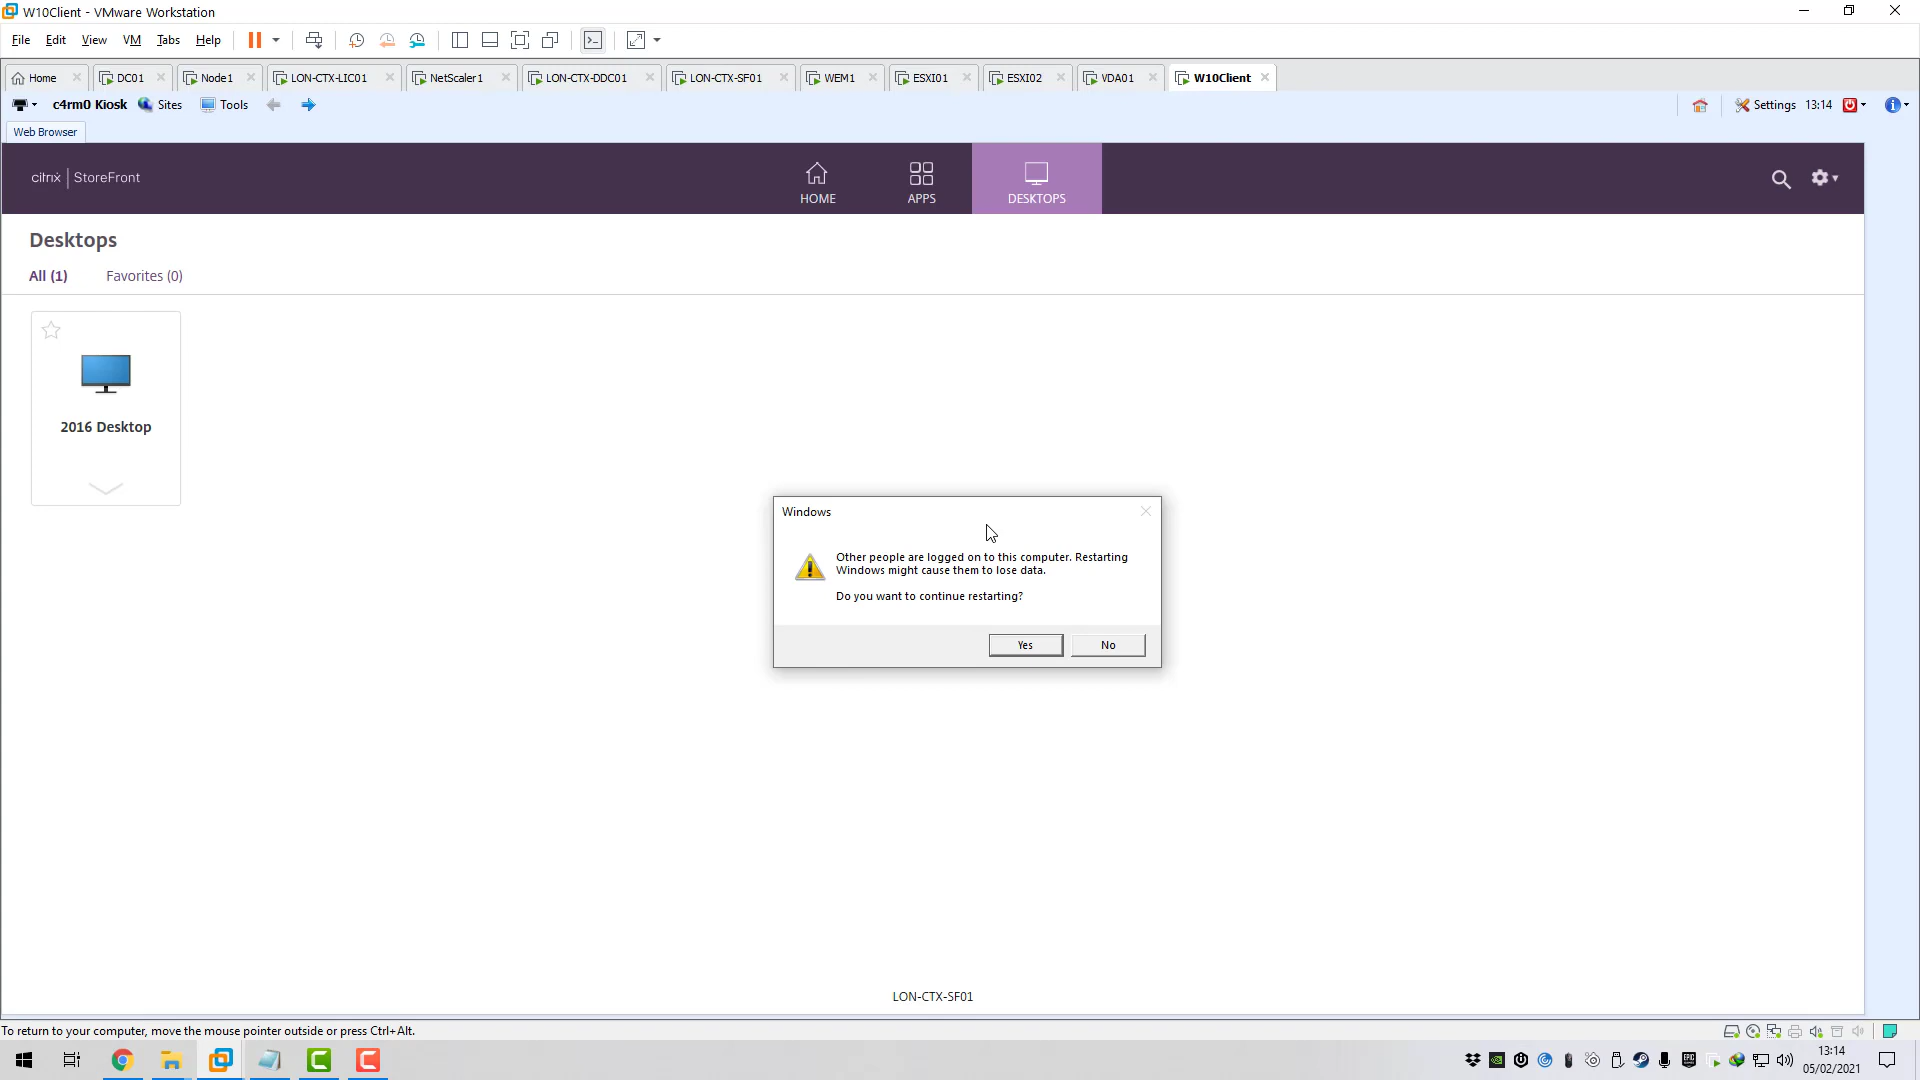 W10Client - VMware Workstation
File Edit View VM Tabs Help
Home DC01 Node1 LON-CTX-LIC01 NetScaler1 LON-CTX-DDC01 LON-CTX-SF01 WEM1 ESXI01 ESXI02 VDA01 W10Client
c4rm0 Kiosk Sites Tools Settings 13:14
Web Browser
citrix | StoreFront
HOME APPS DESKTOPS
Desktops
All (1) Favorites (0)
2016 Desktop
Windows
Other people are logged on to this computer. Restarting
Windows might cause them to lose data.
Do you want to continue restarting?
Yes No
LON-CTX-SF01
To return to your computer, move the mouse pointer outside or press Ctrl+Alt.
13:14
05/02/2021